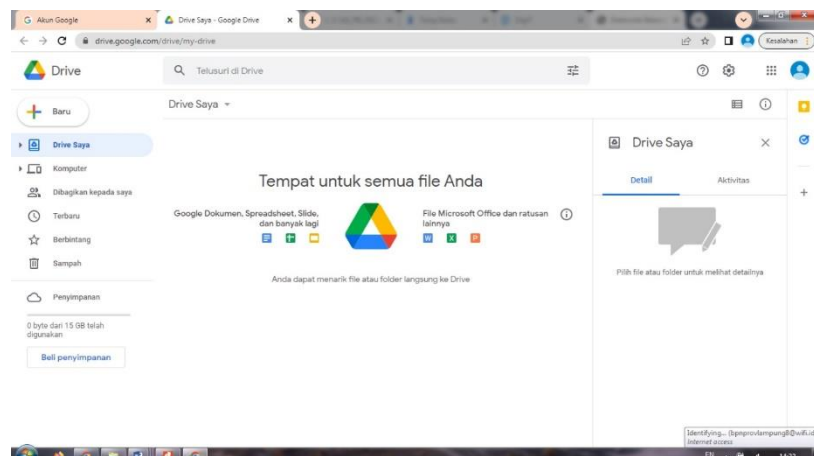 Akun Google
Drive Saya - Google Drive
drive.google.com/drive/my-drive
Kesalahan
Drive
Telusuri di Drive
Baru
Drive Saya
Komputer
Dibagikan kepada saya
Terbaru
Berbintang
Sampah
Penyimpanan
0 byte dari 15 GB telah
digunakan
Beli penyimpanan
Drive Saya
Tempat untuk semua file Anda
Google Dokumen, Spreadsheet, Slide,
dan banyak lagi
File Microsoft Office dan ratusan
lainnya
W X P
Anda dapat menarik file atau folder langsung ke Drive
Drive Saya
Detail Aktivitas
Pilih file atau folder untuk melihat detailnya
Identifying... (bpmprovlampung8@wifi.id
Internet access
EN